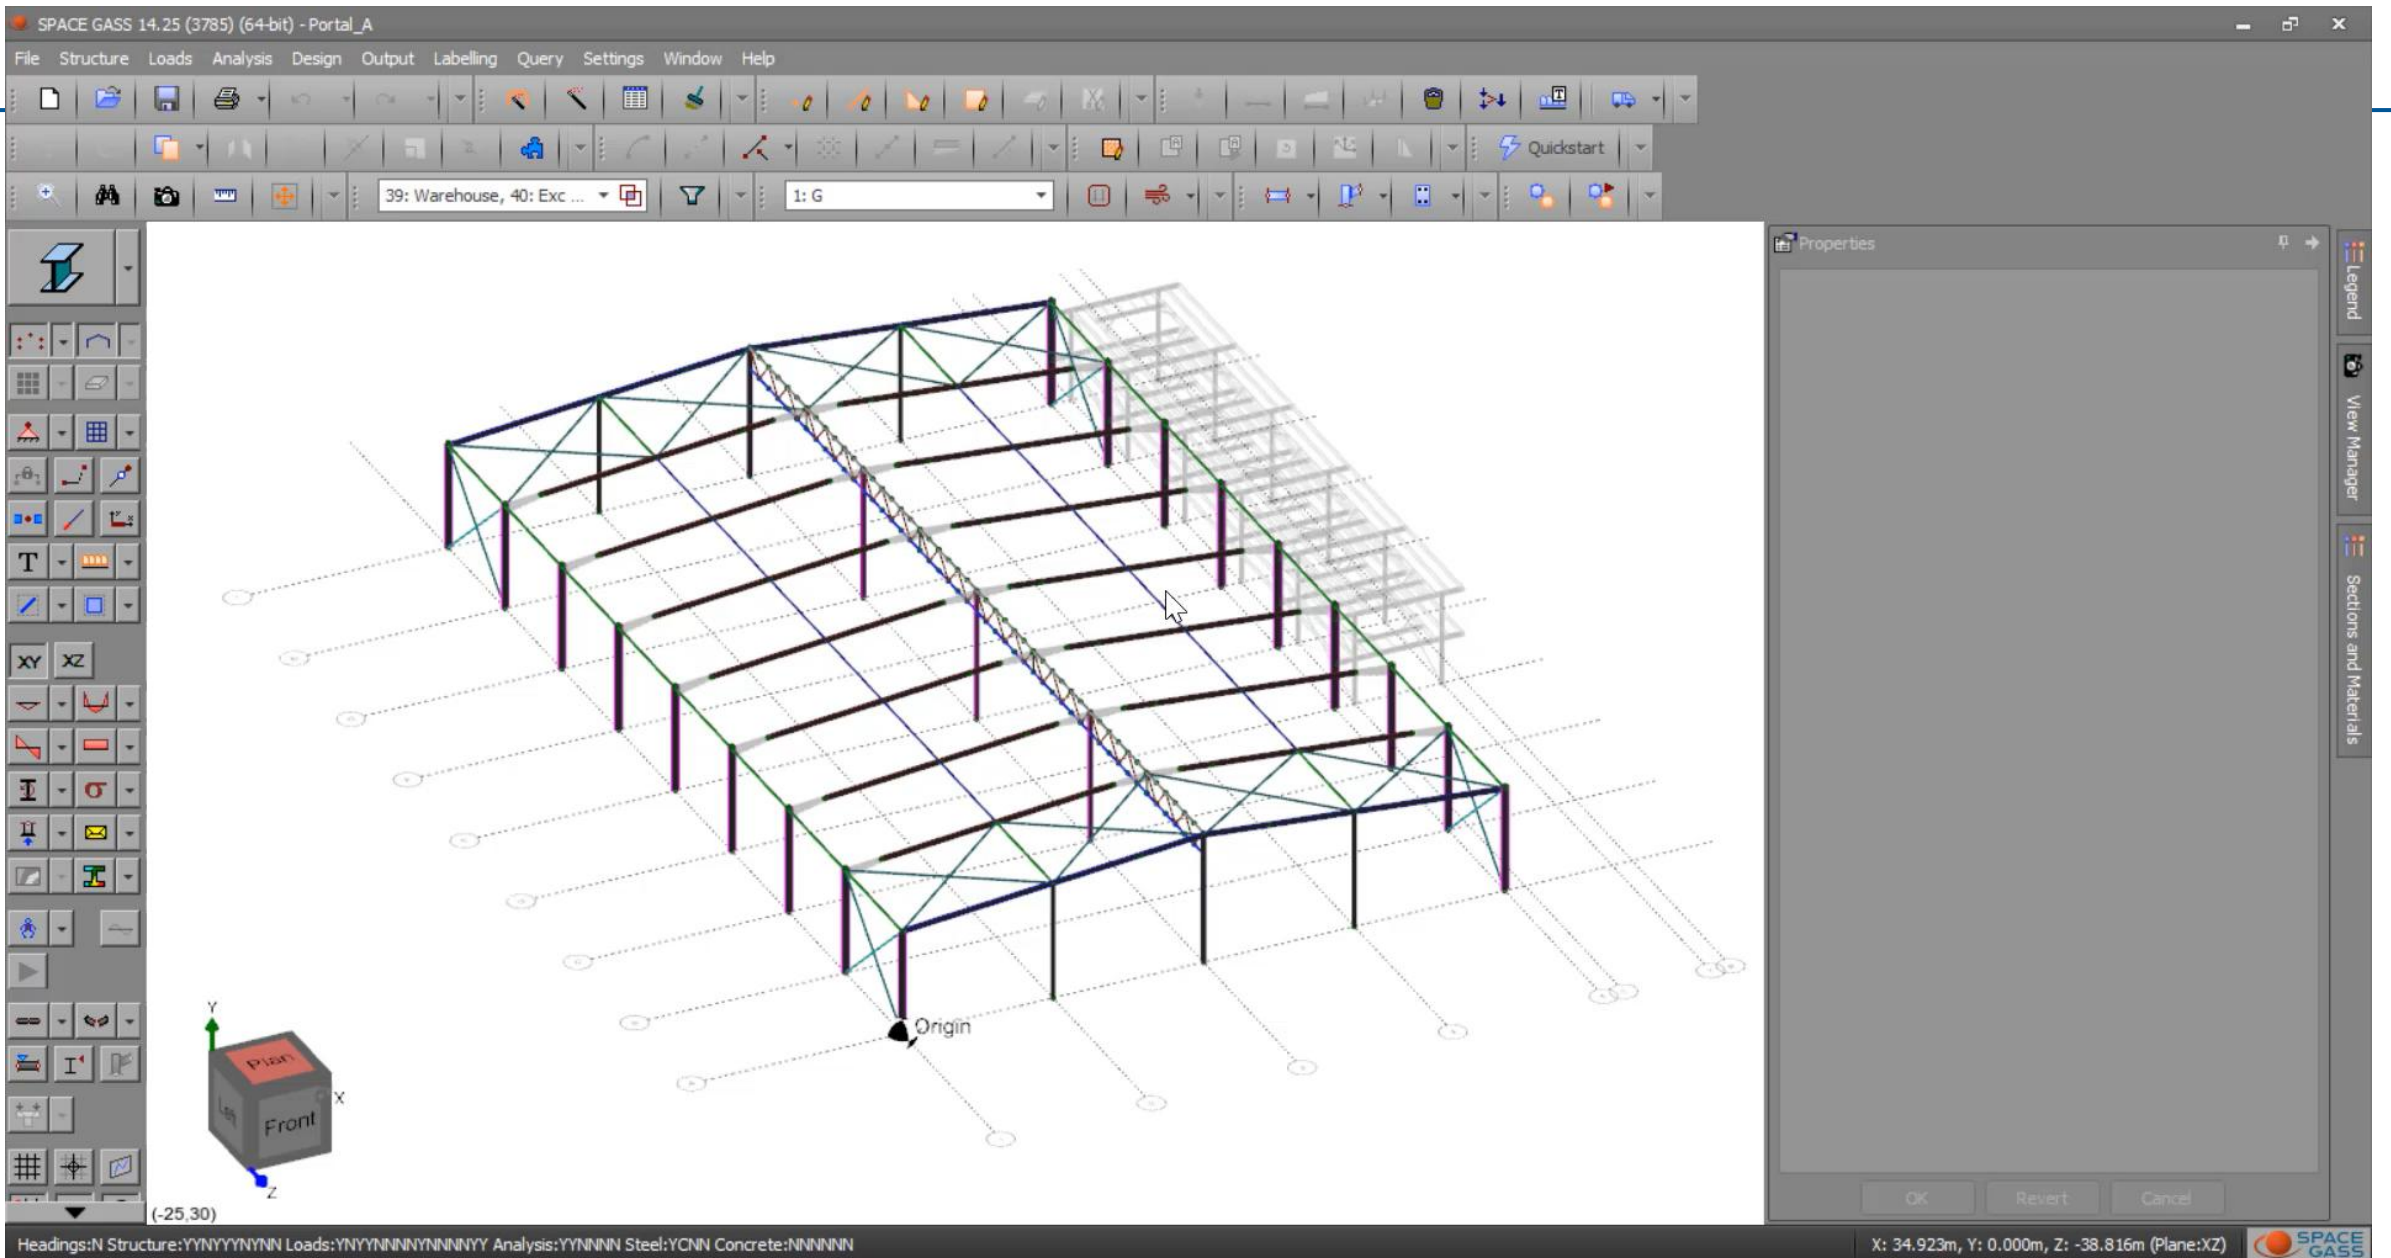 SPACE GASS 14.25 (3785) (64-bit) - Portal_A
File Structure Loads Analysis Design Output Labelling Query Settings Window Help
Quickstart
39: Warehouse, 40: Exc ...
1: G
Properties
Legend
View Manager
Sections and Materials
T
XY XZ
σ
Origin
Y
Plan
X
Left
Front
Z
(-25,30)
OK Revert Cancel
Headings:N Structure:YYNYYYNYNN Loads:YNYYNNNNYNNNNYY Analysis:YYNNNN Steel:YCNN Concrete:NNNNNN
X: 34.923m, Y: 0.000m, Z: -38.816m (Plane:XZ)
SPACE
GASS